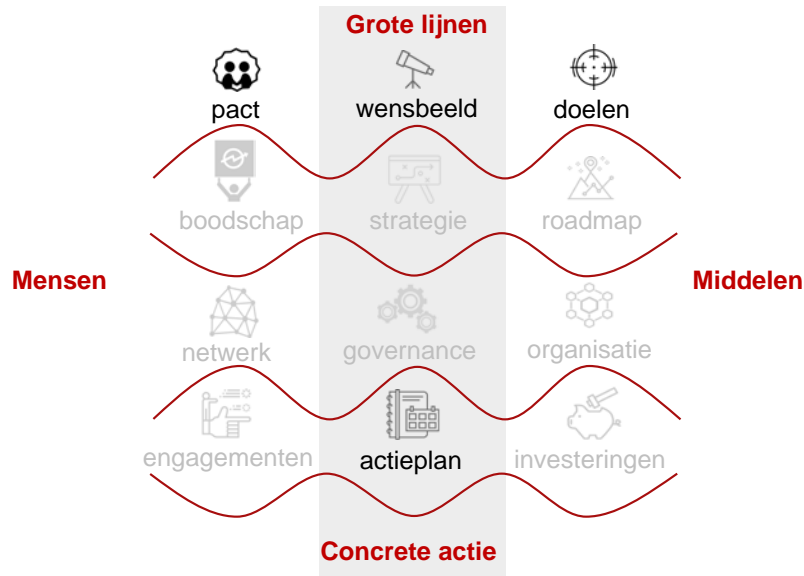 Grote lijnen
pact wensbeeld doelen
boodschap strategie roadmap
Mensen Middelen
netwerk governance organisatie
engagementen actieplan investeringen
Concrete actie